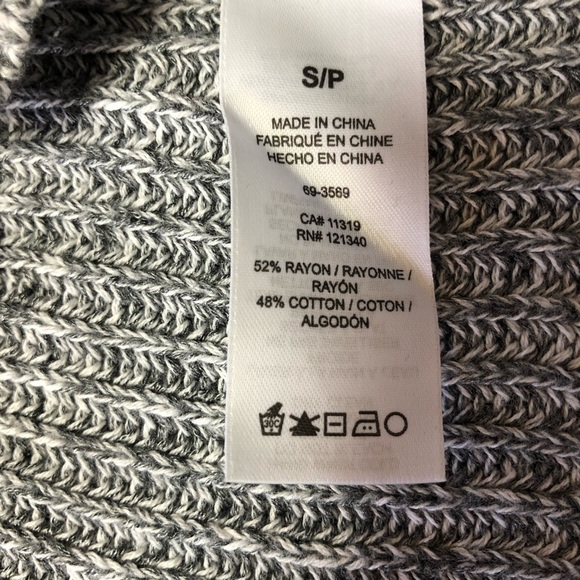 S/P
MADE IN CHINA
FABRIQUÉ EN CHINE
HECHO EN CHINA
69-3569
CA# 11319
RN# 121340
52% RAYON / RAYONNE /
RAYÓN
48% COTTON / COTON /
ALGODÓN
30C